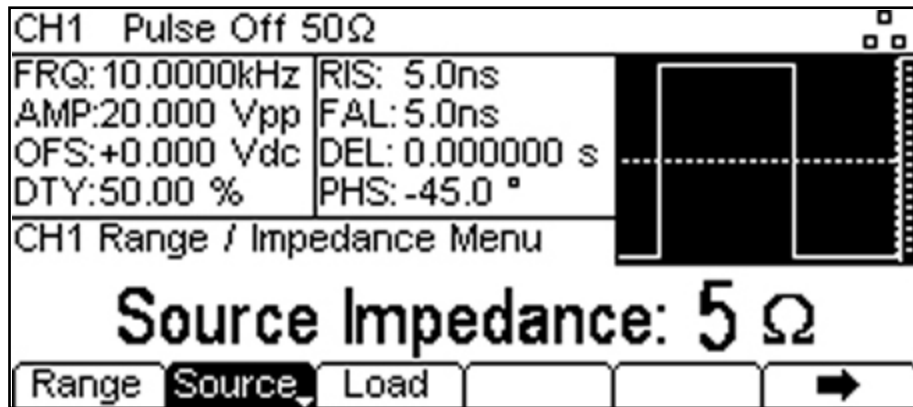 CH1 Pulse Off 50Ω
FRQ:10.0000kHz RIS: 5.0ns
AMP:20.000 Vpp FAL:5.0ns
OFS:+0.000 Vdc DEL: 0.000000 s
DTY:50.00 % PHS:-45.0 °
CH1 Range / Impedance Menu
Source Impedance: 5 Ω
Range Source Load ➡